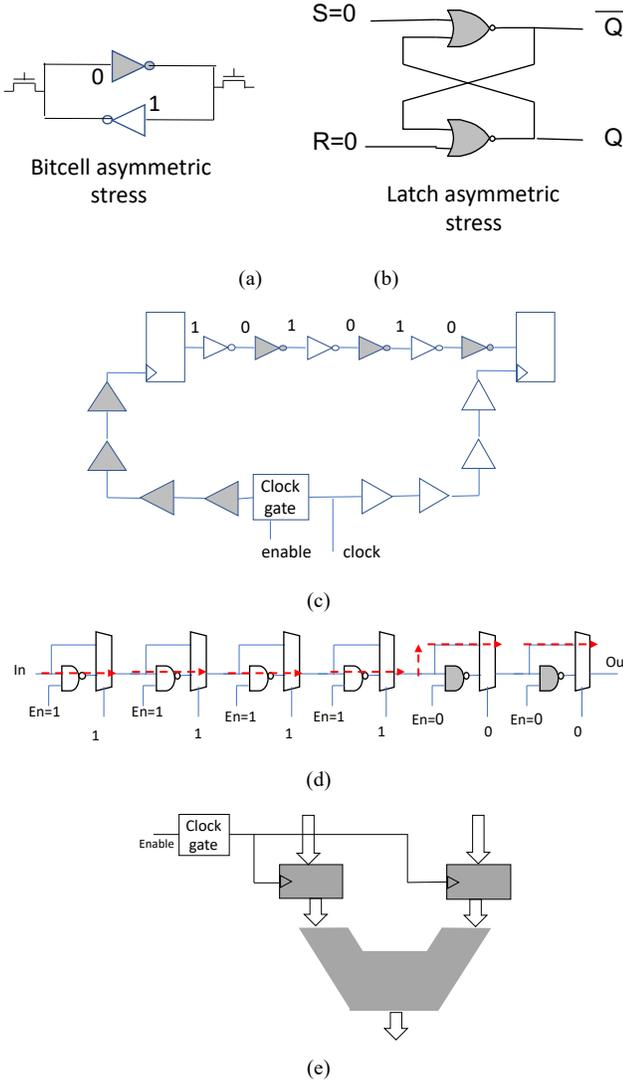 S=0
Q
0
1
R=0
Q
Bitcell asymmetric
stress
Latch asymmetric
stress
(a)
(b)
1 0 1 0 1 0
Clock
gate
enable
clock
(c)
In
Ou
En=1
En=1
En=1
En=1
En=0
En=0
1
1
1
1
0
0
(d)
Clock
gate
Enable
(e)